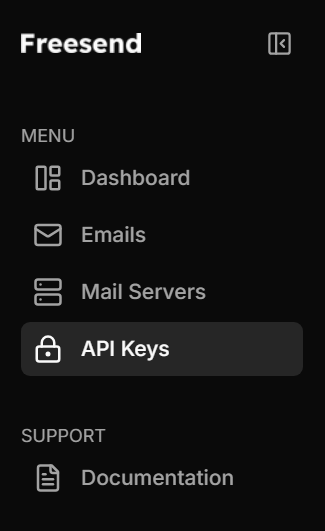 Freesend
MENU
Dashboard
Emails
Mail Servers
API Keys
SUPPORT
Documentation